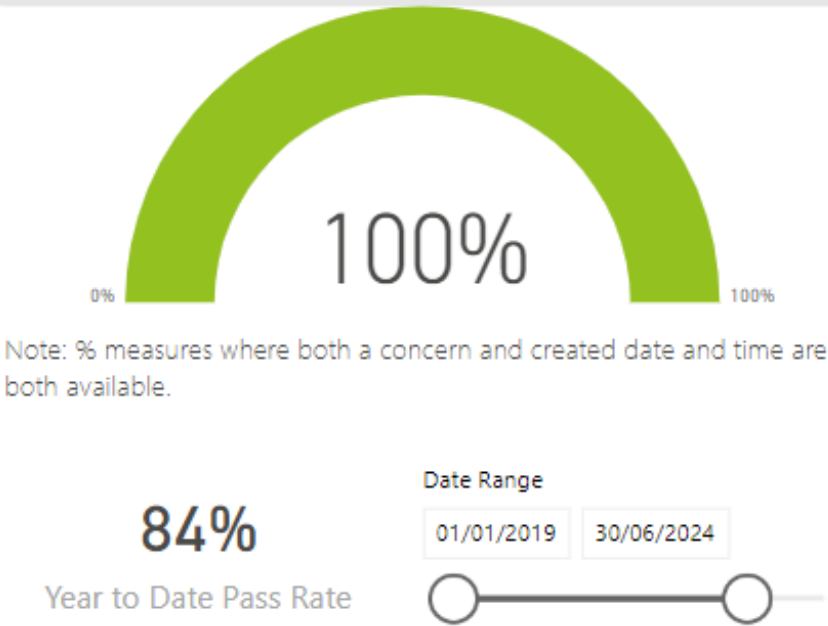 100%
0%
100%
Note: % measures where both a concern and created date and time are
both available.
84%
Year to Date Pass Rate
Date Range
01/01/2019 30/06/2024